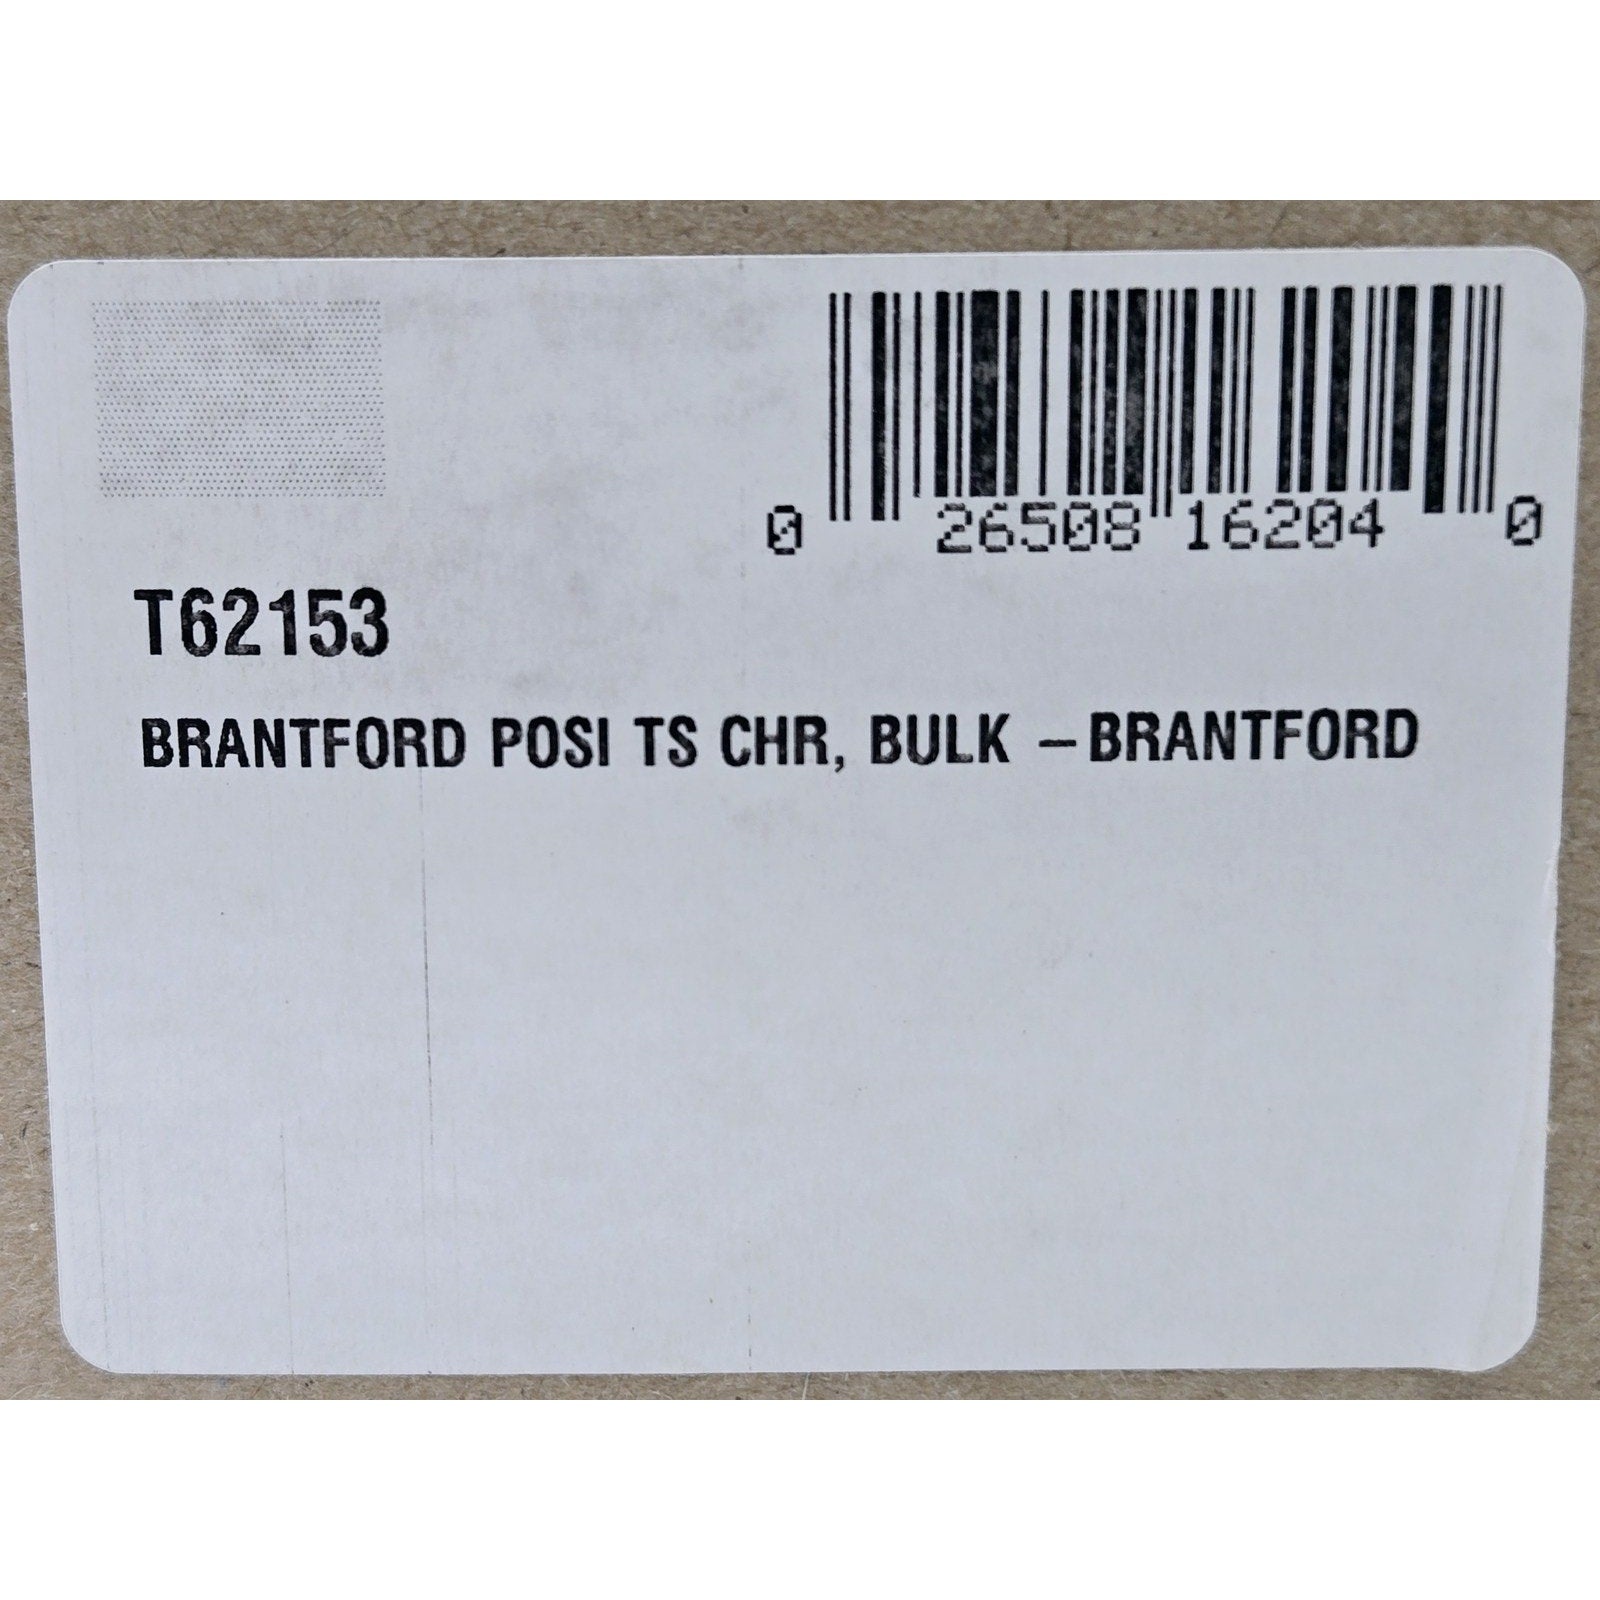 0 26508 16204 0
T62153
BRANTFORD POSI TS CHR, BULK – BRANTFORD